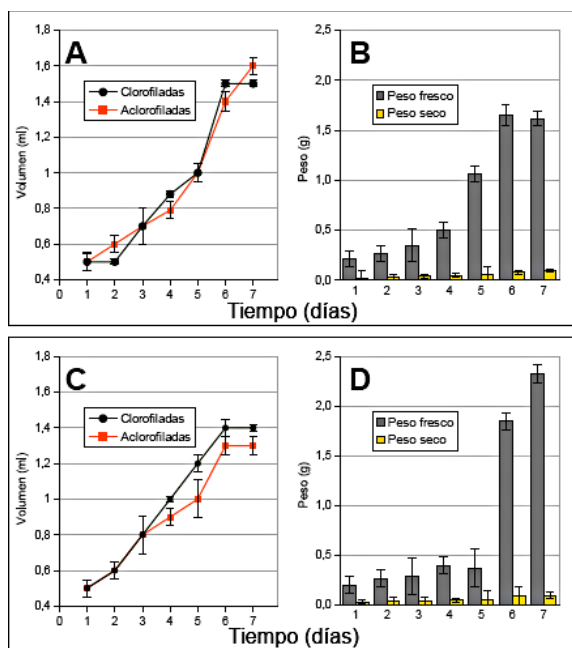 A
Clorofiladas
Aclorofiladas
Volumen (ml)
1,8
1,6
1,4
1,2
1
0,8
0,6
0,4
0 1 2 3 4 5 6 7
B
Peso fresco
Peso seco
Peso (g)
2,5
2,0
1,5
1,0
0,5
0,0
1 2 3 4 5 6 7
Tiempo (días)
C
Clorofiladas
Aclorofiladas
Volumen (ml)
1,8
1,6
1,4
1,2
1
0,8
0,6
0,4
0 1 2 3 4 5 6 7
D
Peso fresco
Peso seco
Peso (g)
2,5
2,0
1,5
1,0
0,5
0,0
1 2 3 4 5 6 7
Tiempo (días)